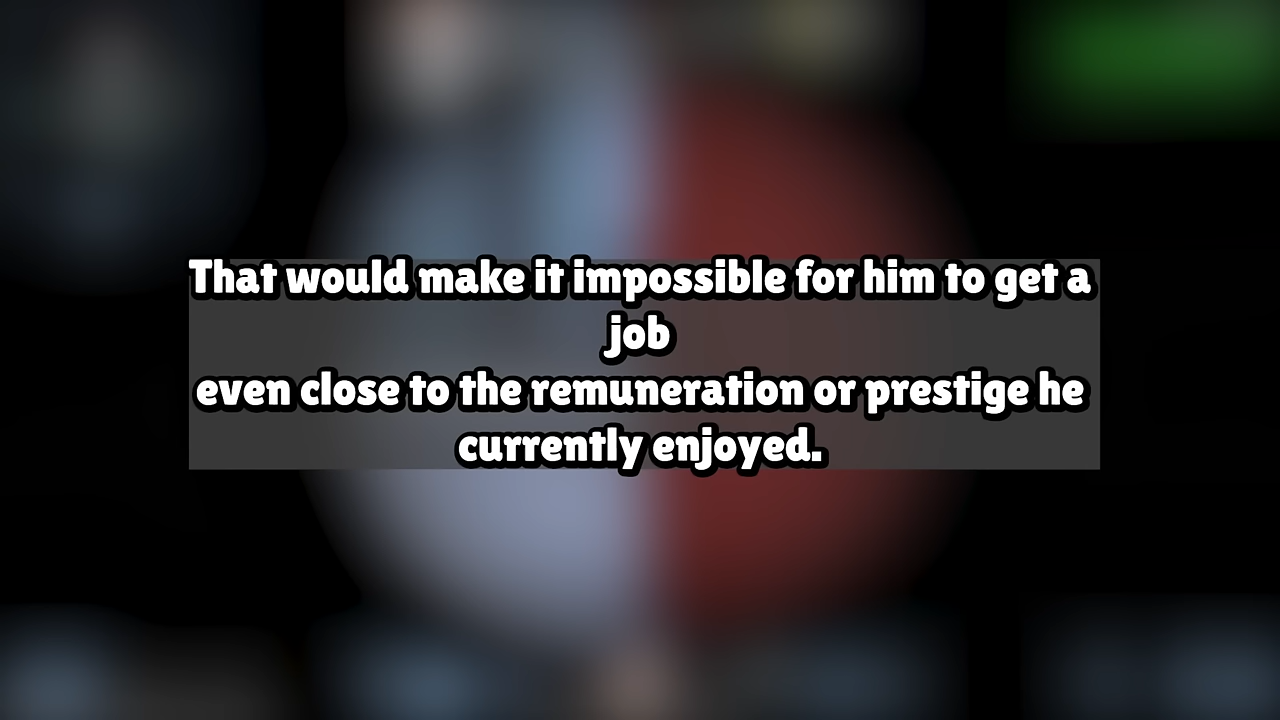 That would make it impossible for him to get a
job
even close to the remuneration or prestige he
currently enjoyed.